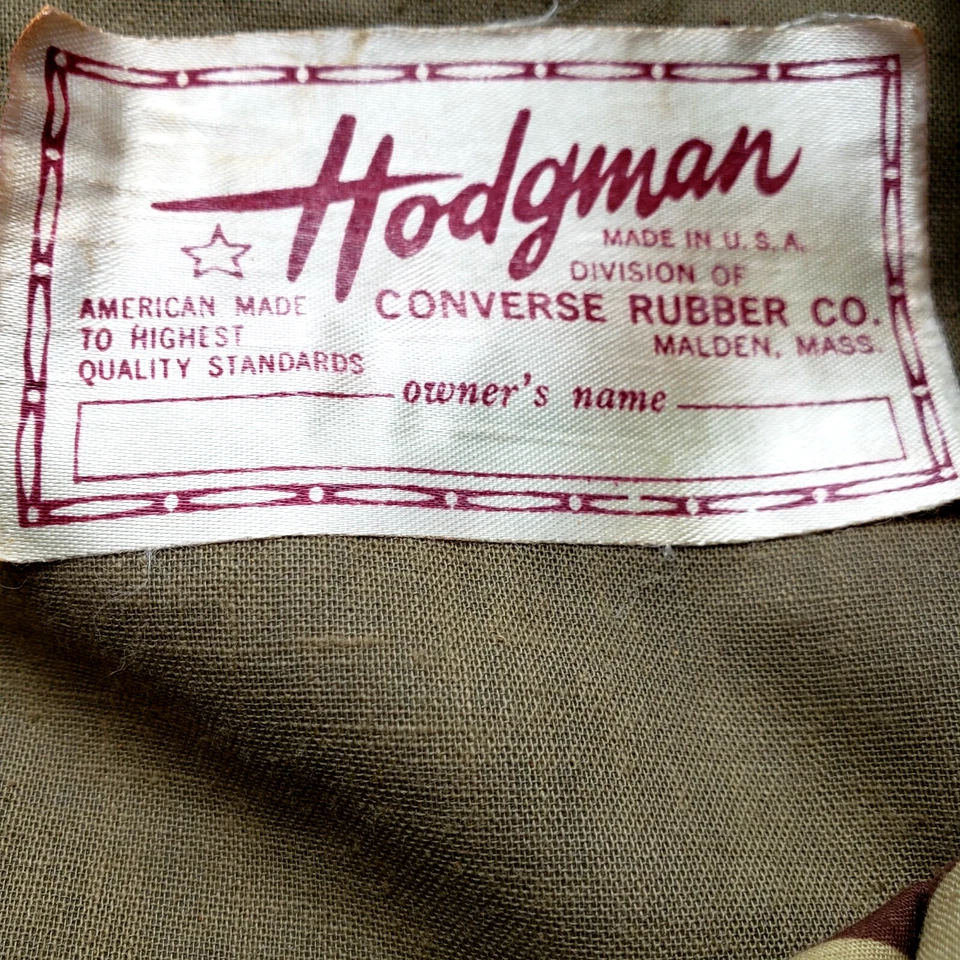 Hodgman
MADE IN U.S.A.
DIVISION OF
CONVERSE RUBBER CO.
MALDEN, MASS.
AMERICAN MADE
TO HIGHEST
QUALITY STANDARDS
owner's name